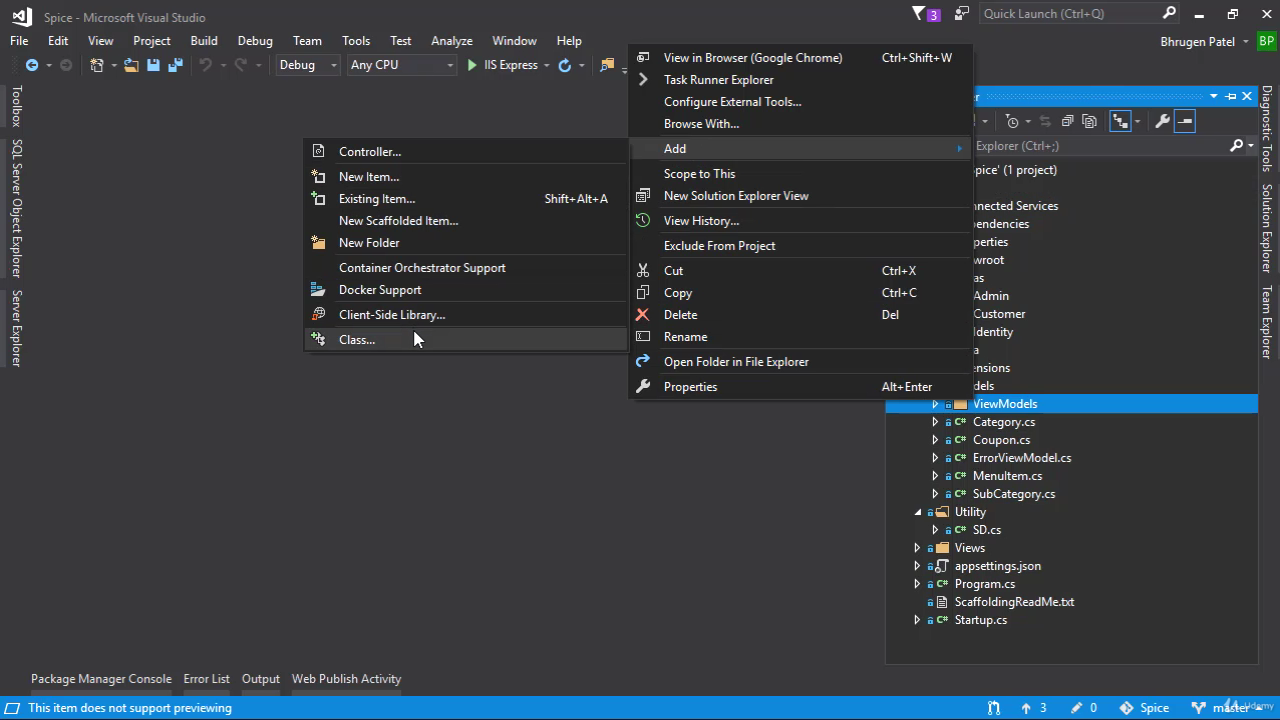 Spice - Microsoft Visual Studio
3
Quick Launch (Ctrl+Q)
File Edit View Project Build Debug Team Tools Test Analyze Window Help
Bhrugen Patel BP
Debug Any CPU IIS Express
View in Browser (Google Chrome) Ctrl+Shift+W
Task Runner Explorer
Configure External Tools...
Browse With...
Add
Scope to This
New Solution Explorer View
View History...
Exclude From Project
Cut Ctrl+X
Copy Ctrl+C
Delete Del
Rename
Open Folder in File Explorer
Properties Alt+Enter
Controller...
New Item...
Existing Item... Shift+Alt+A
New Scaffolded Item...
New Folder
Container Orchestrator Support
Docker Support
Client-Side Library...
Class...
Toolbox
SQL Server Object Explorer
Server Explorer
er
Explorer (Ctrl+;)
pice' (1 project)
nnected Services
pendencies
perties
wroot
as
Admin
Customer
Identity
a
ensions
dels
ViewModels
Category.cs
Coupon.cs
ErrorViewModel.cs
MenuItem.cs
SubCategory.cs
Utility
SD.cs
Views
appsettings.json
Program.cs
ScaffoldingReadMe.txt
Startup.cs
Diagnostic Tools
Solution Explorer
Team Explorer
Package Manager Console Error List Output Web Publish Activity
This item does not support previewing
3 0 Spice master
Udemy